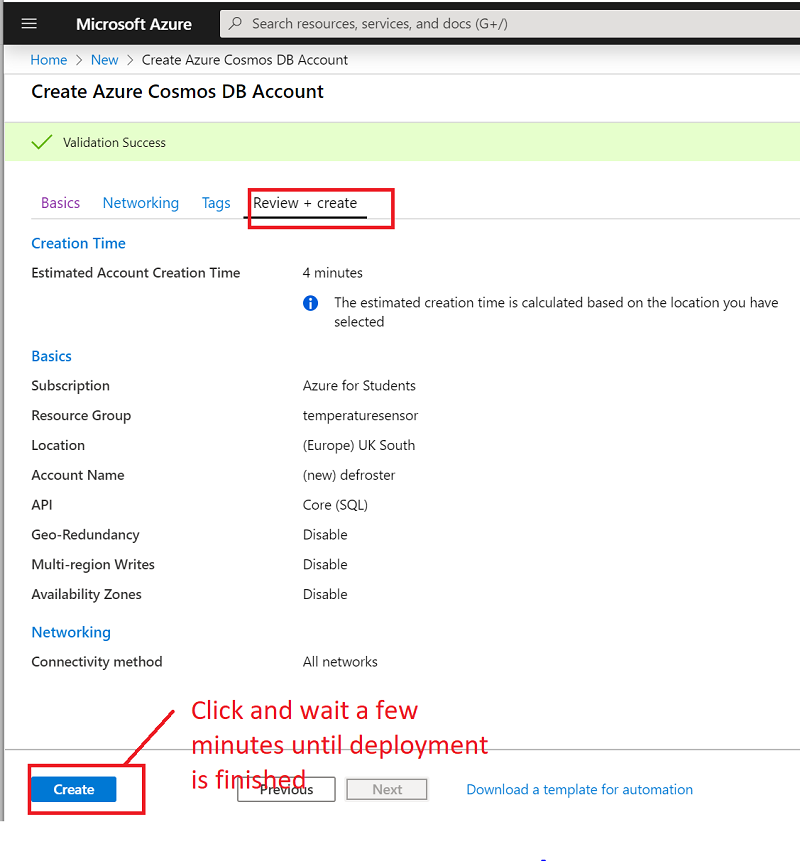 Microsoft Azure
Search resources, services, and docs (G+/)
Home > New > Create Azure Cosmos DB Account
Create Azure Cosmos DB Account
Validation Success
Basics Networking Tags Review + create
Creation Time
Estimated Account Creation Time 4 minutes
The estimated creation time is calculated based on the location you have
selected
Basics
Subscription Azure for Students
Resource Group temperaturesensor
Location (Europe) UK South
Account Name (new) defroster
API Core (SQL)
Geo-Redundancy Disable
Multi-region Writes Disable
Availability Zones Disable
Networking
Connectivity method All networks
Click and wait a few
minutes until deployment
is finished
Create Previous Next Download a template for automation